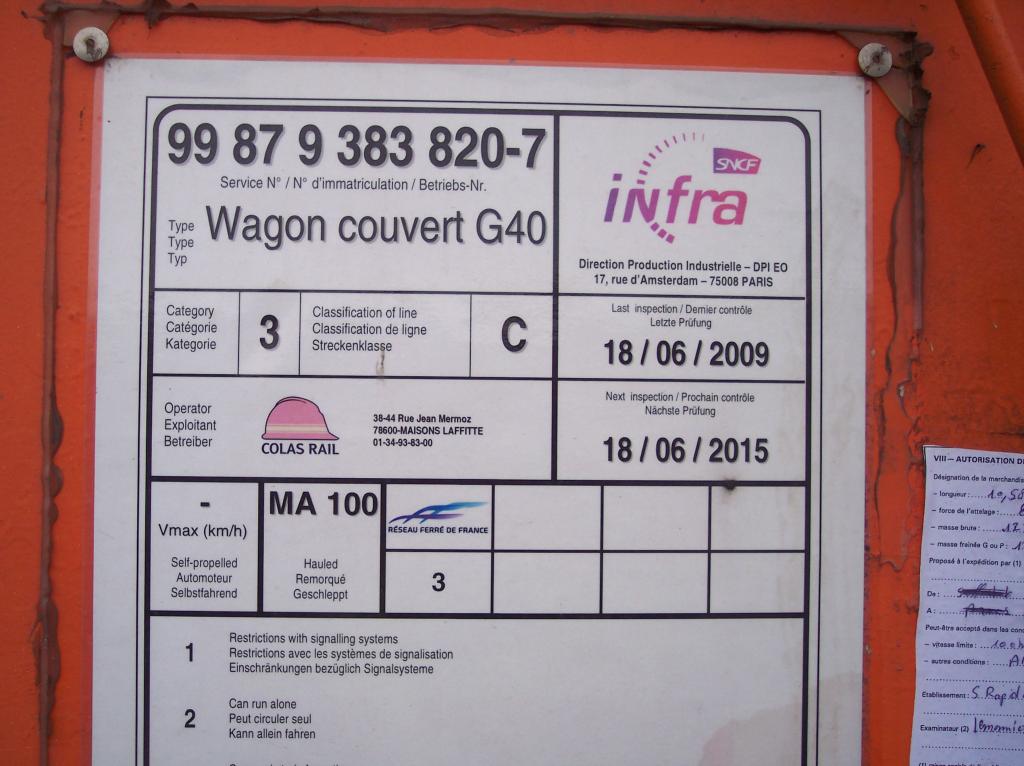 99 87 9 383 820-7
Service N° / N° d'immatriculation / Betriebs-Nr.
Type
Type
Typ
Wagon couvert G40
SNCF
infra
Direction Production Industrielle – DPI EO
17, rue d'Amsterdam – 75008 PARIS
Category
Catégorie
Kategorie
3
Classification of line
Classification de ligne
Streckenklasse
C
Last inspection / Dernier contrôle
Letzte Prüfung
18 / 06 / 2009
Operator
Exploitant
Betreiber
COLAS RAIL
38-44 Rue Jean Mermoz
78600-MAISONS LAFFITTE
01-34-93-83-00
Next inspection / Prochain contrôle
Nächste Prüfung
18 / 06 / 2015
-
Vmax (km/h)
Self-propelled
Automoteur
Selbstfahrend
MA 100
Hauled
Remorqué
Geschleppt
RÉSEAU FERRÉ DE FRANCE
3
1
Restrictions with signalling systems
Restrictions avec les systèmes de signalisation
Einschränkungen bezüglich Signalsysteme
2
Can run alone
Peut circuler seul
Kann allein fahren
VIII — AUTORISATION
Désignation de la
– longueur :
– force de l'attelage :
– masse brute : 12
– masse freinée G ou P :
Proposé à l'expédition par (1)
De :
A :
Peut-être accepté dans les
– vitesse limite :
– autres conditions :
Etablissement : S. Rapid
Examinateur (2)